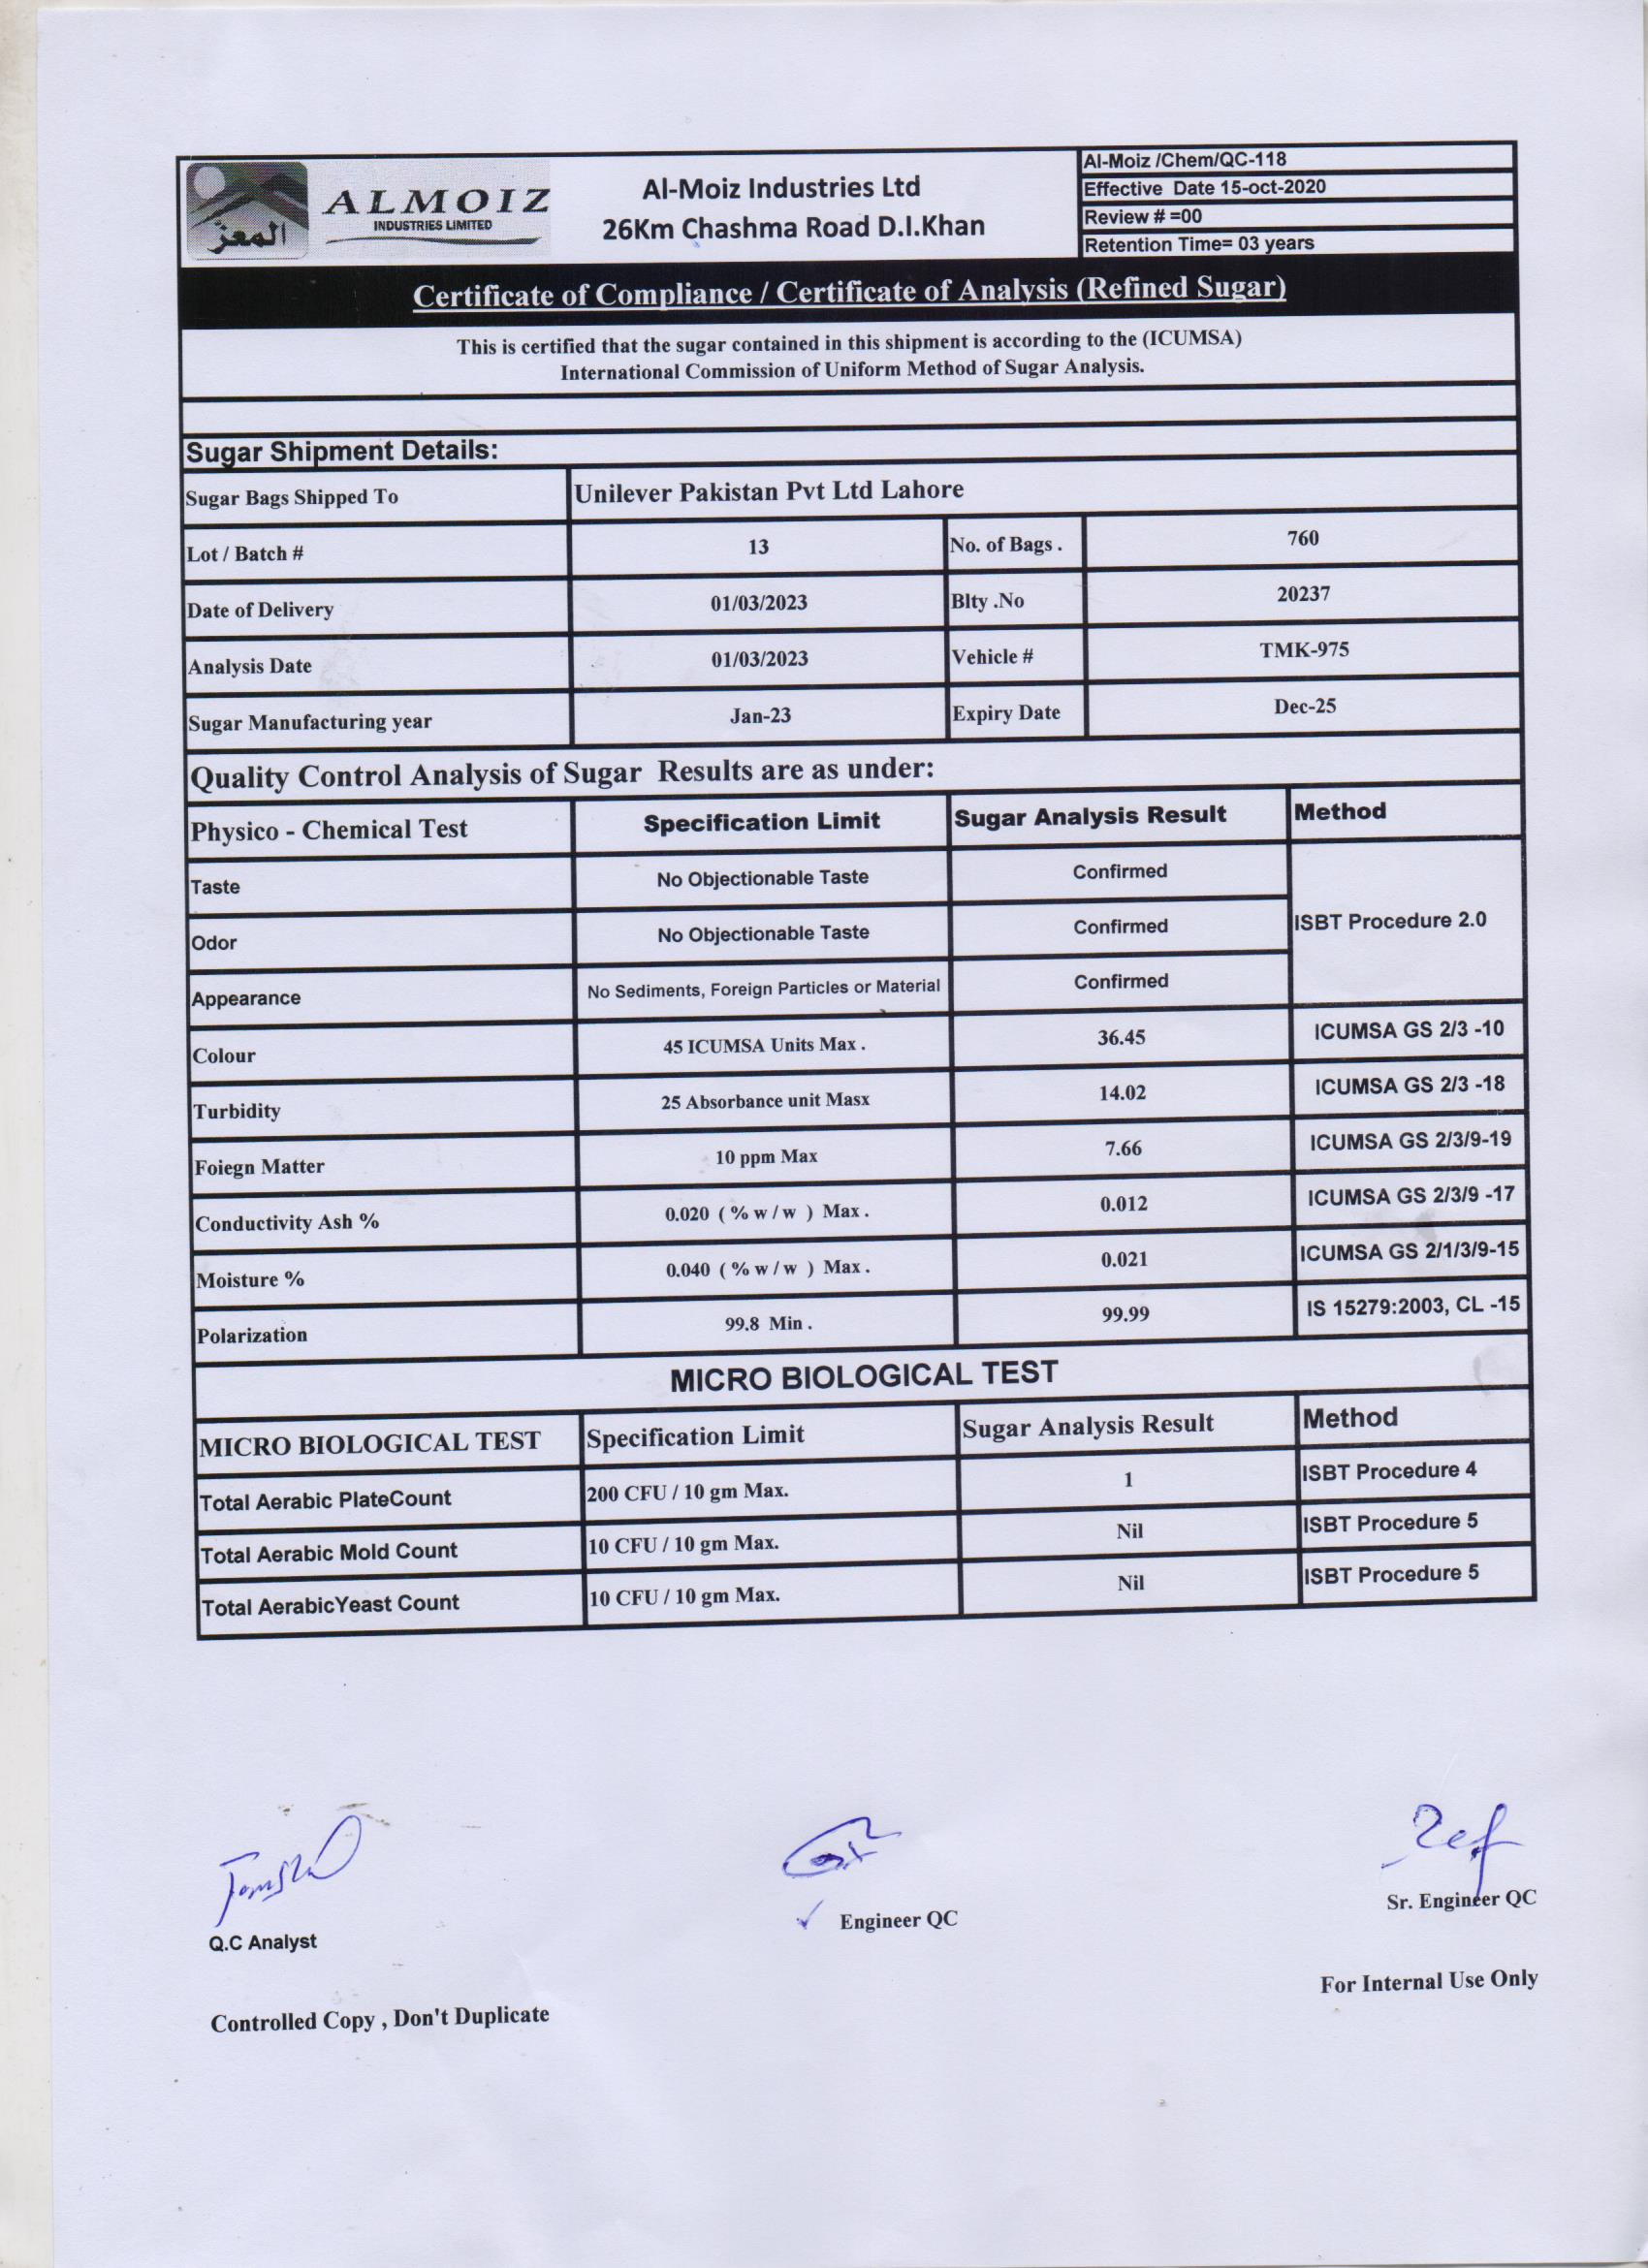 المعز
ALMOIZ
INDUSTRIES LIMITED
Al-Moiz Industries Ltd
26Km Chashma Road D.I.Khan
Al-Moiz /Chem/QC-118
Effective Date 15-oct-2020
Review # =00
Retention Time= 03 years
Certificate of Compliance / Certificate of Analysis (Refined Sugar)
This is certified that the sugar contained in this shipment is according to the (ICUMSA)
International Commission of Uniform Method of Sugar Analysis.
Sugar Shipment Details:
Sugar Bags Shipped To Unilever Pakistan Pvt Ltd Lahore
Lot / Batch # 13 No. of Bags . 760
Date of Delivery 01/03/2023 Blty .No 20237
Analysis Date 01/03/2023 Vehicle # TMK-975
Sugar Manufacturing year Jan-23 Expiry Date Dec-25
Quality Control Analysis of Sugar Results are as under:
Physico - Chemical Test Specification Limit Sugar Analysis Result Method
Taste No Objectionable Taste Confirmed
Odor No Objectionable Taste Confirmed ISBT Procedure 2.0
Appearance No Sediments, Foreign Particles or Material Confirmed
Colour 45 ICUMSA Units Max . 36.45 ICUMSA GS 2/3 -10
Turbidity 25 Absorbance unit Masx 14.02 ICUMSA GS 2/3 -18
Foiegn Matter 10 ppm Max 7.66 ICUMSA GS 2/3/9-19
Conductivity Ash % 0.020 ( % w / w ) Max . 0.012 ICUMSA GS 2/3/9 -17
Moisture % 0.040 ( % w / w ) Max . 0.021 ICUMSA GS 2/1/3/9-15
Polarization 99.8 Min . 99.99 IS 15279:2003, CL -15
MICRO BIOLOGICAL TEST
MICRO BIOLOGICAL TEST Specification Limit Sugar Analysis Result Method
Total Aerabic PlateCount 200 CFU / 10 gm Max. 1 ISBT Procedure 4
Total Aerabic Mold Count 10 CFU / 10 gm Max. Nil ISBT Procedure 5
Total AerabicYeast Count 10 CFU / 10 gm Max. Nil ISBT Procedure 5
Q.C Analyst Engineer QC Sr. Engineer QC
For Internal Use Only
Controlled Copy , Don't Duplicate